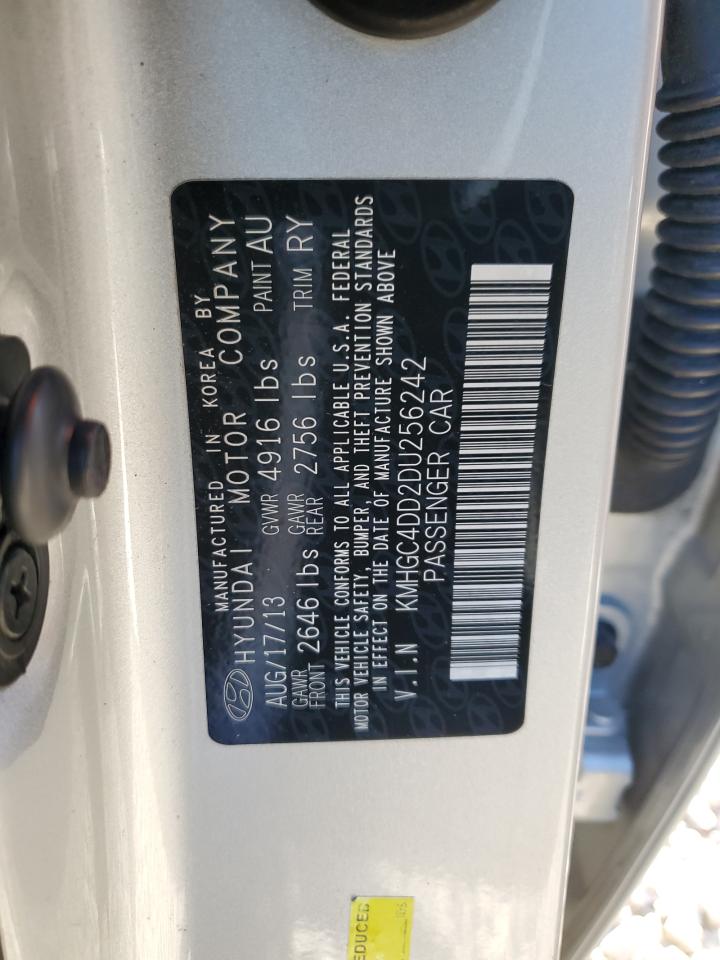 MANUFACTURED IN KOREA BY
HYUNDAI MOTOR COMPANY
AUG/17/13 GVWR 4916 lbs PAINT AU
GAWR FRONT 2646 lbs GAWR REAR 2756 lbs TRIM RY
THIS VEHICLE CONFORMS TO ALL APPLICABLE U.S.A. FEDERAL
MOTOR VEHICLE SAFETY, BUMPER, AND THEFT PREVENTION STANDARDS
IN EFFECT ON THE DATE OF MANUFACTURE SHOWN ABOVE
V.I.N KMHGC4DD2DU256242
PASSENGER CAR
EDUCED